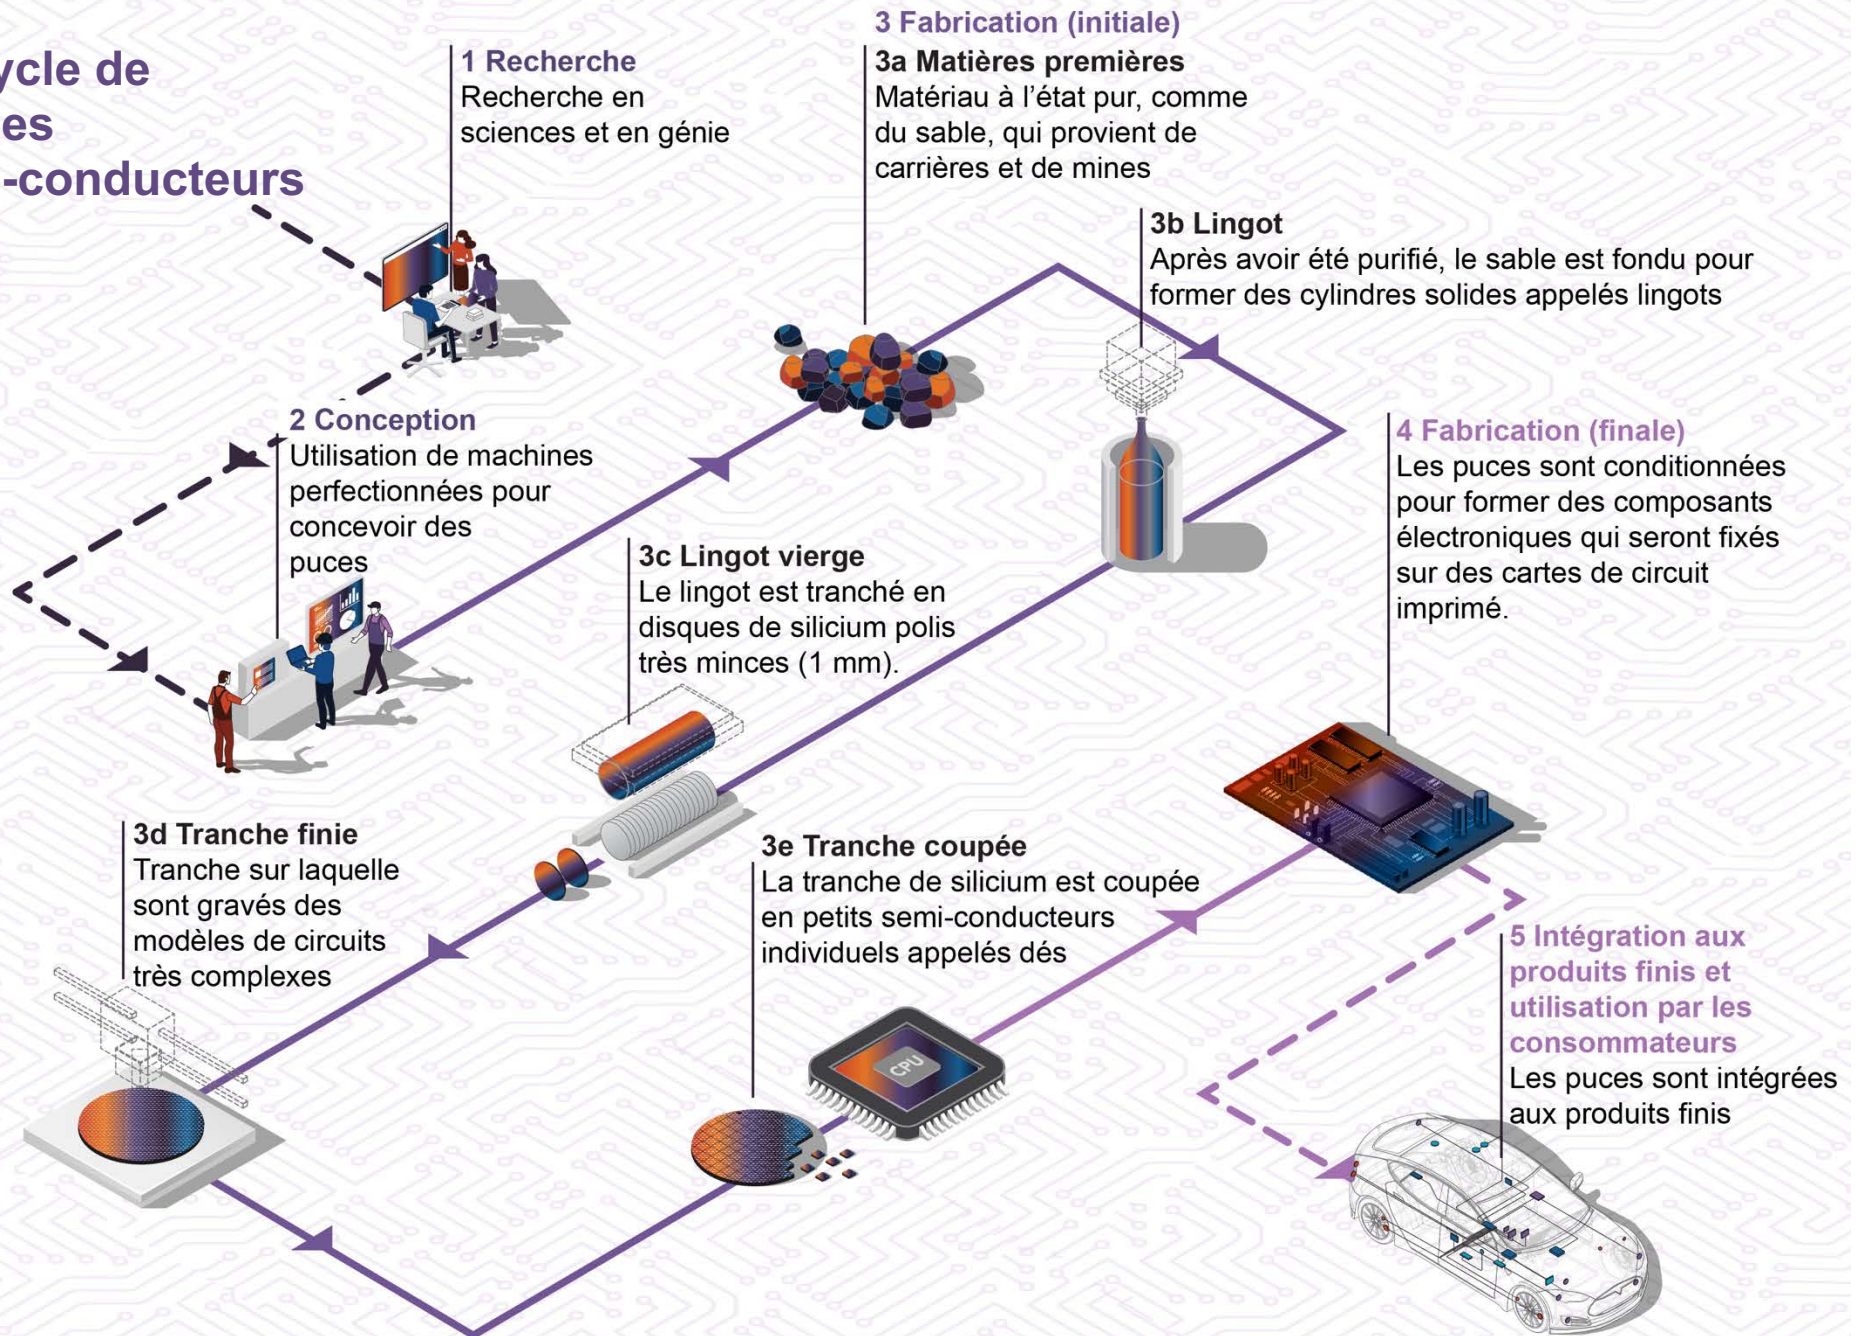 ycle de
es
-conducteurs
1 Recherche
Recherche en
sciences et en génie
2 Conception
Utilisation de machines
perfectionnées pour
concevoir des
puces
3 Fabrication (initiale)
3a Matières premières
Matériau à l’état pur, comme
du sable, qui provient de
carrières et de mines
3b Lingot
Après avoir été purifié, le sable est fondu pour
former des cylindres solides appelés lingots
3c Lingot vierge
Le lingot est tranché en
disques de silicium polis
très minces (1 mm).
3d Tranche finie
Tranche sur laquelle
sont gravés des
modèles de circuits
très complexes
3e Tranche coupée
La tranche de silicium est coupée
en petits semi-conducteurs
individuels appelés dés
CPU
4 Fabrication (finale)
Les puces sont conditionnées
pour former des composants
électroniques qui seront fixés
sur des cartes de circuit
imprimé.
5 Intégration aux
produits finis et
utilisation par les
consommateurs
Les puces sont intégrées
aux produits finis